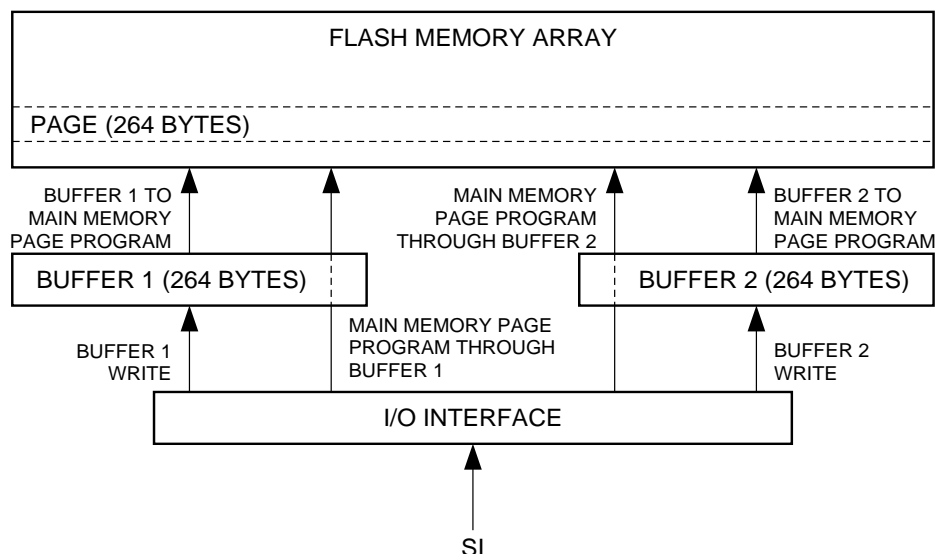 FLASH MEMORY ARRAY
PAGE (264 BYTES)
BUFFER 1 TO
MAIN MEMORY
PAGE PROGRAM
MAIN MEMORY
PAGE PROGRAM
THROUGH BUFFER 2
BUFFER 2 TO
MAIN MEMORY
PAGE PROGRAM
BUFFER 1 (264 BYTES)
BUFFER 2 (264 BYTES)
BUFFER 1
WRITE
MAIN MEMORY PAGE
PROGRAM THROUGH
BUFFER 1
BUFFER 2
WRITE
I/O INTERFACE
SI